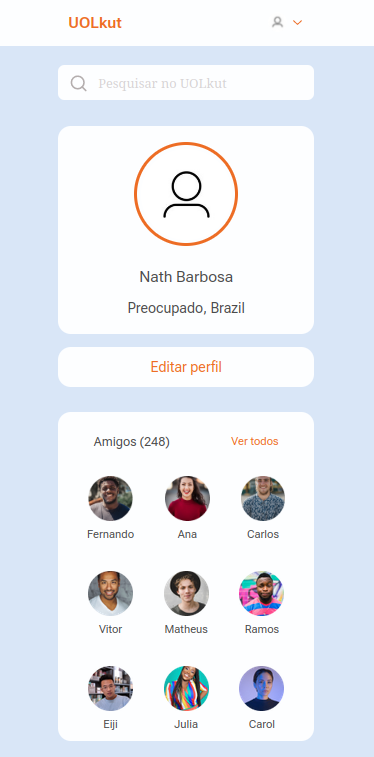 UOLkut
Pesquisar no UOLkut
Nath Barbosa
Preocupado, Brazil
Editar perfil
Amigos (248) Ver todos
Fernando Ana Carlos
Vitor Matheus Ramos
Eiji Julia Carol